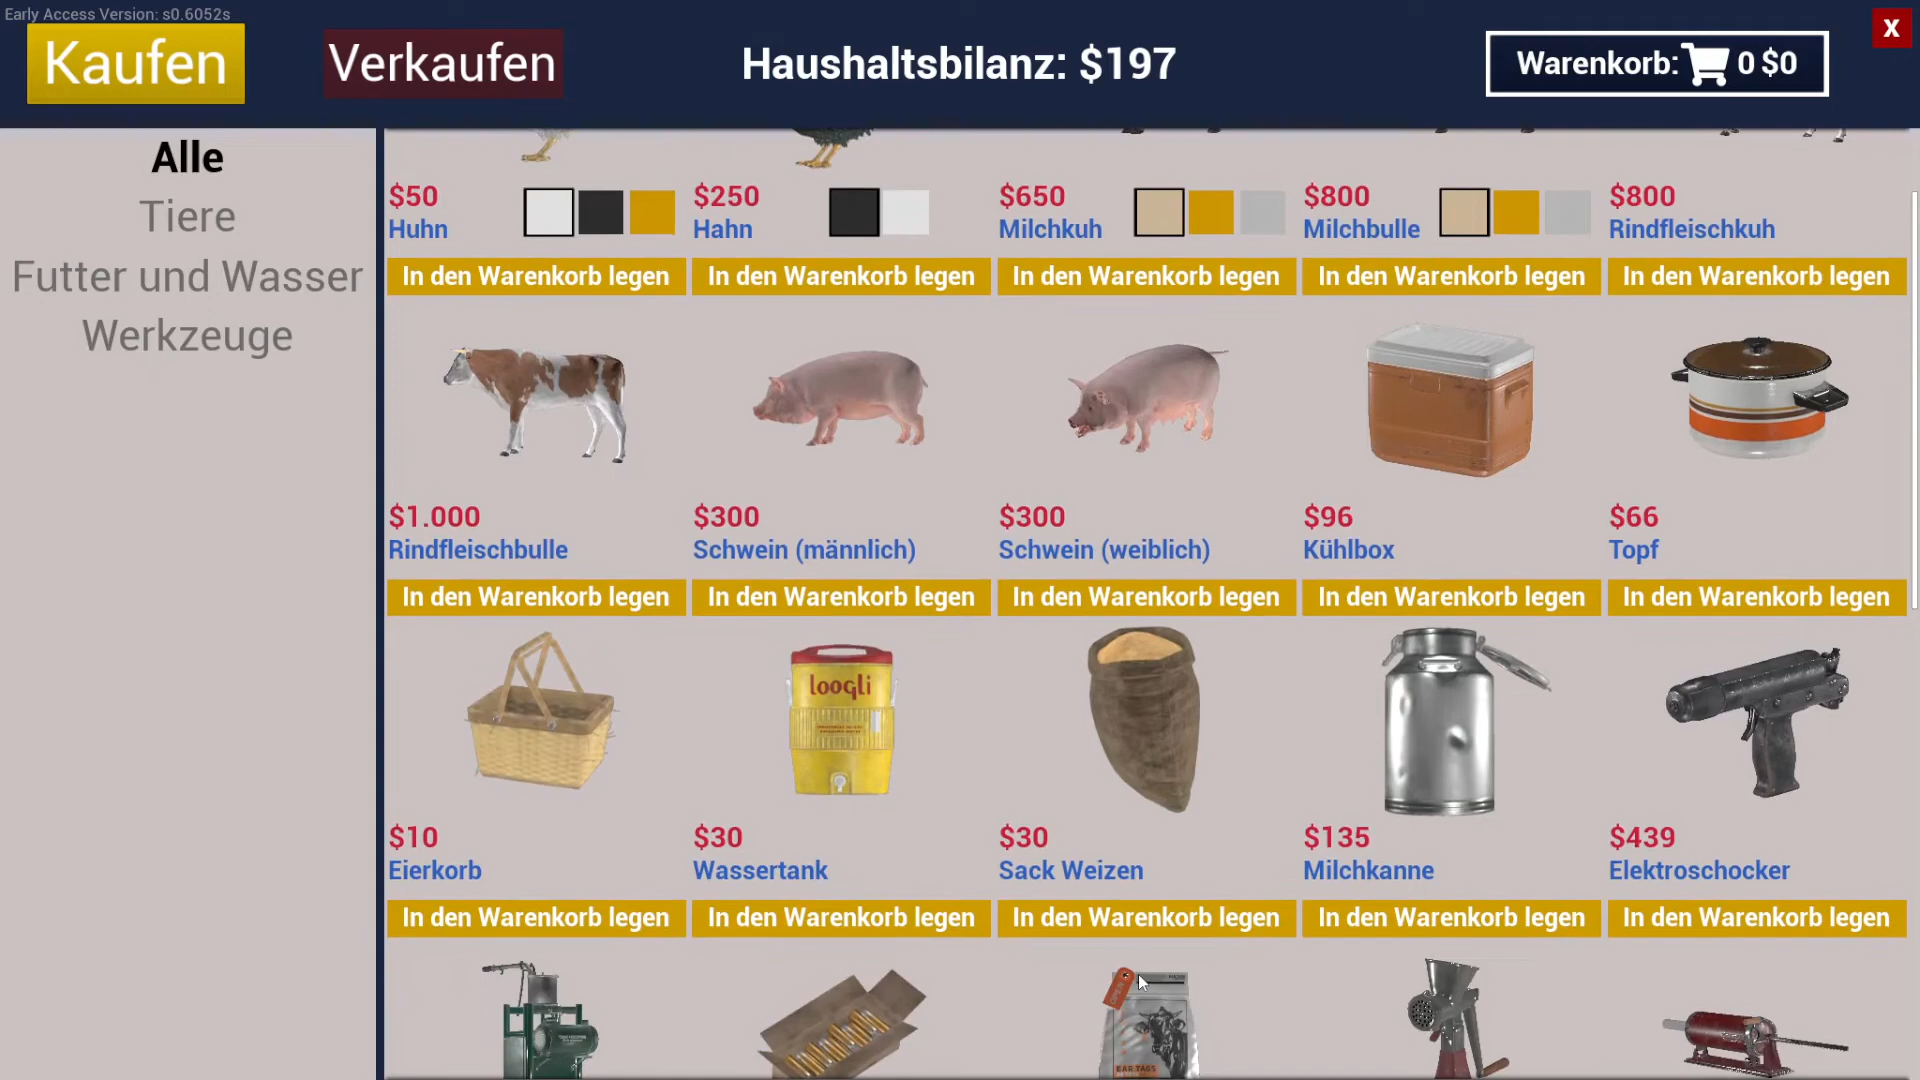 Early Access Version: s0.6052s
Kaufen
Verkaufen
Haushaltsbilanz: $197
Warenkorb: 0 $0
X
Alle
Tiere
Futter und Wasser
Werkzeuge
$50
Huhn
$250
Hahn
$650
Milchkuh
$800
Milchbulle
$800
Rindfleischkuh
In den Warenkorb legen
In den Warenkorb legen
In den Warenkorb legen
In den Warenkorb legen
In den Warenkorb legen
$1.000
Rindfleischbulle
$300
Schwein (männlich)
$300
Schwein (weiblich)
$96
Kühlbox
$66
Topf
In den Warenkorb legen
In den Warenkorb legen
In den Warenkorb legen
In den Warenkorb legen
In den Warenkorb legen
loogli
$10
Eierkorb
$30
Wassertank
$30
Sack Weizen
$135
Milchkanne
$439
Elektroschocker
In den Warenkorb legen
In den Warenkorb legen
In den Warenkorb legen
In den Warenkorb legen
In den Warenkorb legen
EAR TAGS